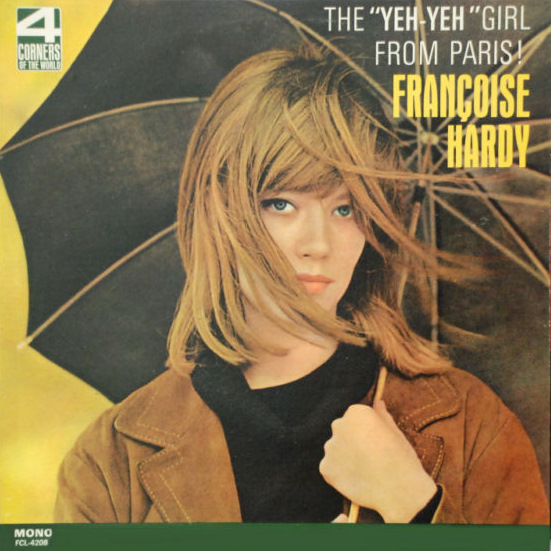 4
CORNERS
OF THE WORLD
THE "YEH-YEH" GIRL
FROM PARIS!
FRANÇOISE
HARDY
MONO
FCL-4208